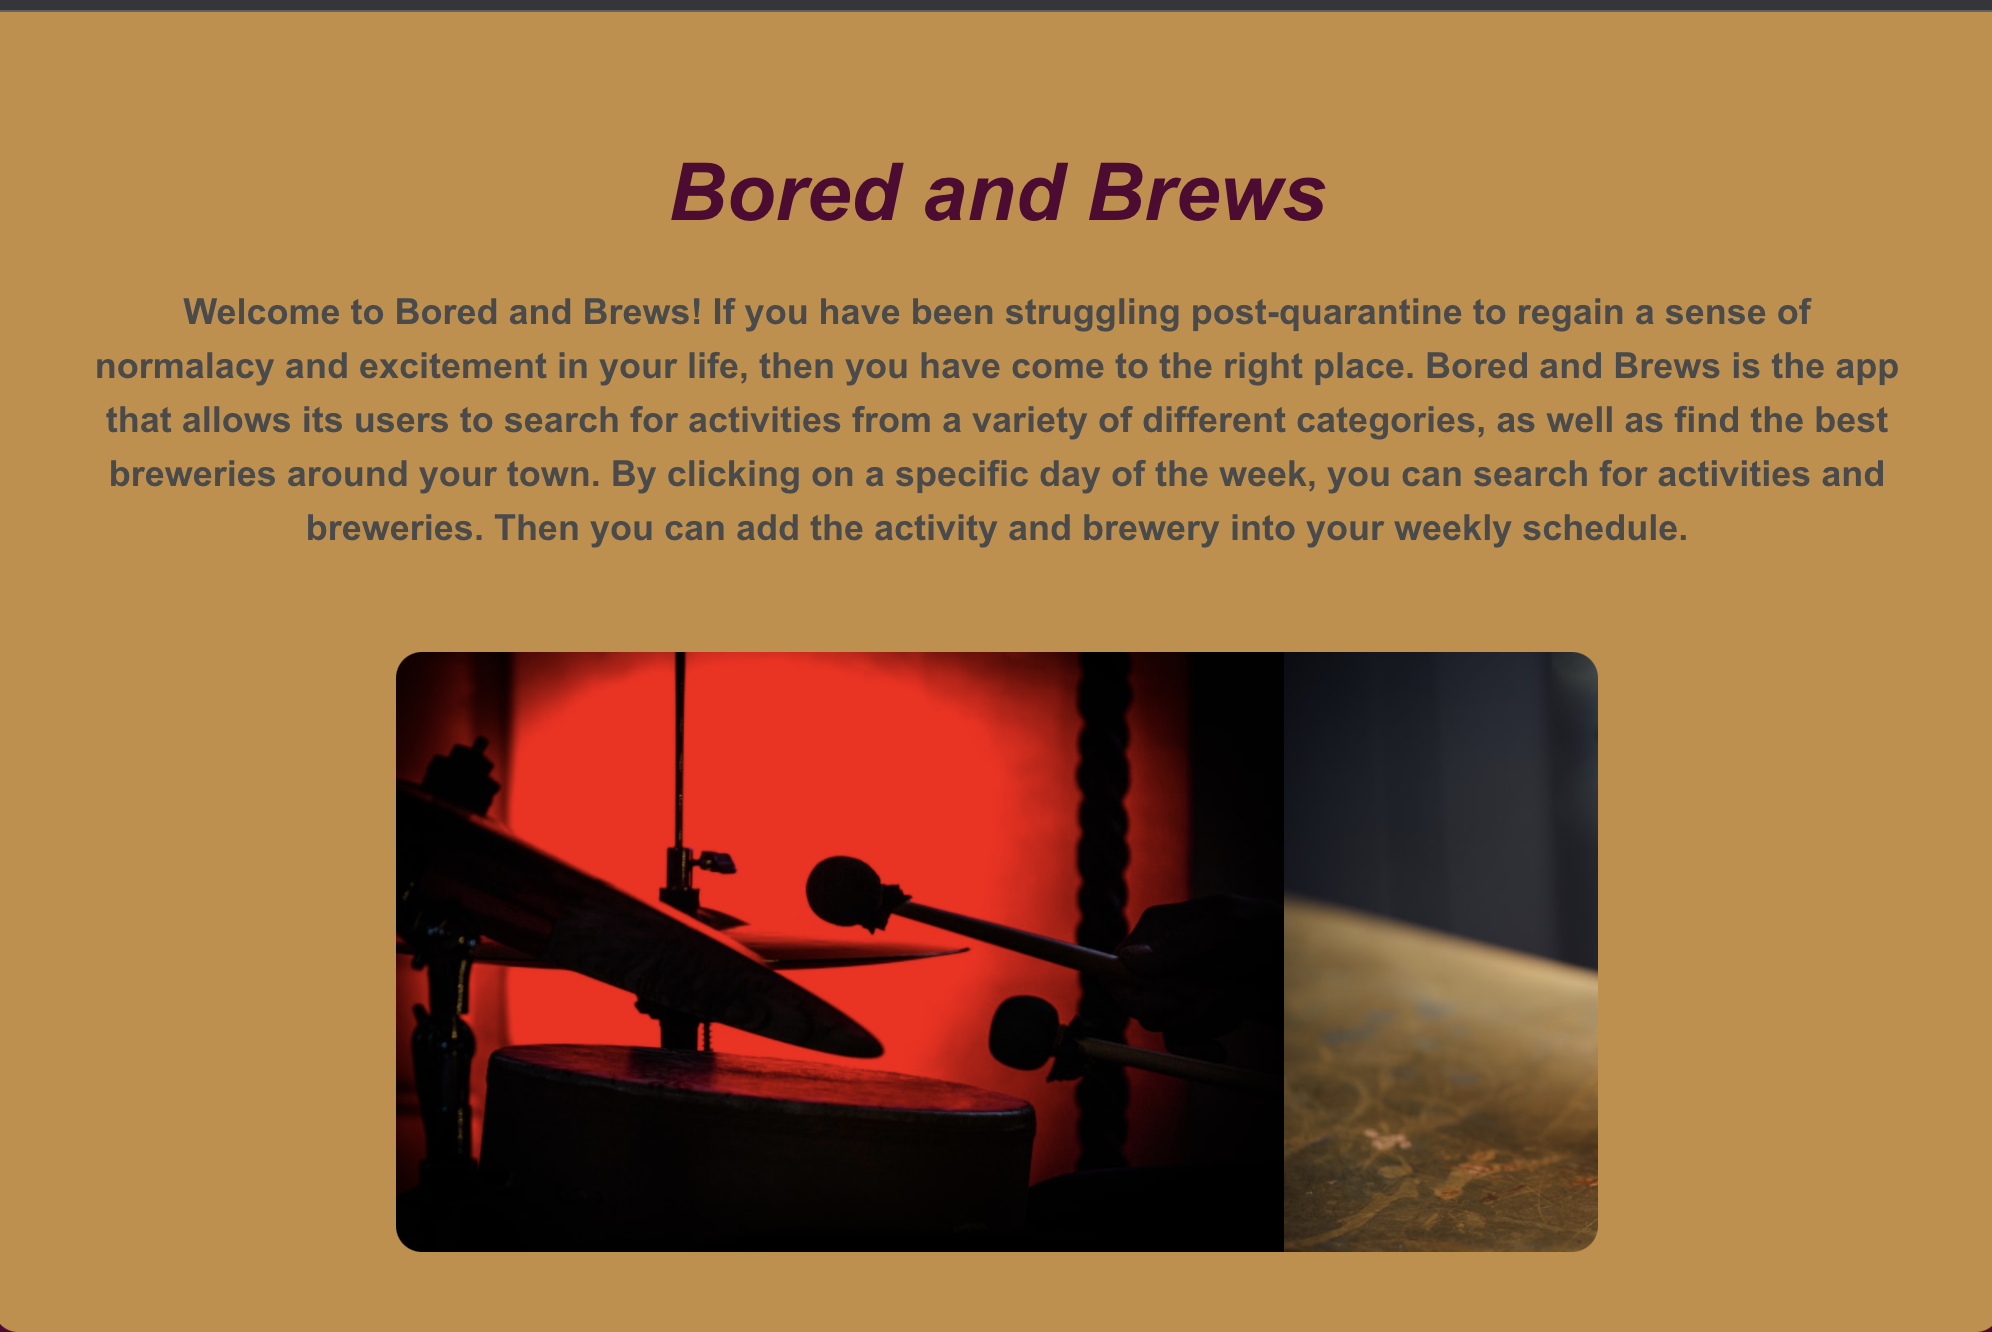 Bored and Brews
Welcome to Bored and Brews! If you have been struggling post-quarantine to regain a sense of
normalacy and excitement in your life, then you have come to the right place. Bored and Brews is the app
that allows its users to search for activities from a variety of different categories, as well as find the best
breweries around your town. By clicking on a specific day of the week, you can search for activities and
breweries. Then you can add the activity and brewery into your weekly schedule.